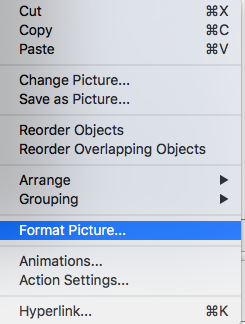 Cut ⌘X
Copy ⌘C
Paste ⌘V
Change Picture...
Save as Picture...
Reorder Objects
Reorder Overlapping Objects
Arrange ▶
Grouping ▶
Format Picture...
Animations...
Action Settings...
Hyperlink... ⌘K